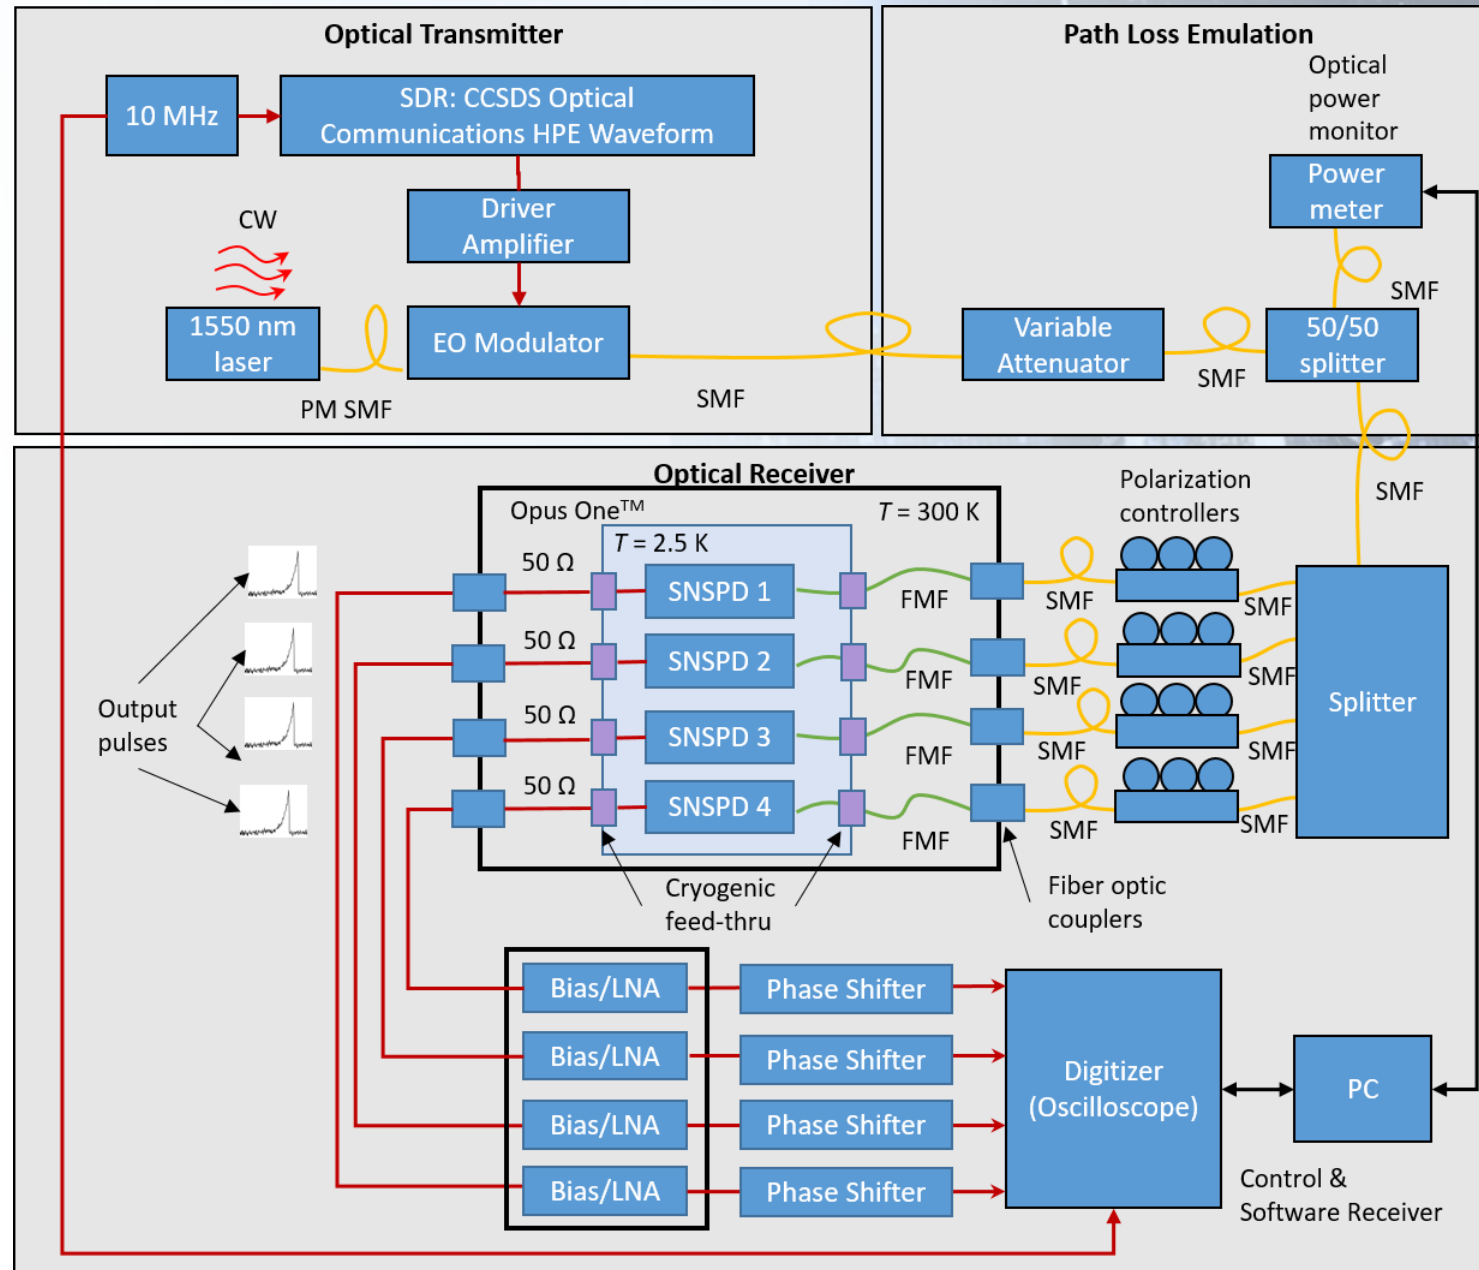 Optical Transmitter
10 MHz
SDR: CCSDS Optical
Communications HPE Waveform
Driver
Amplifier
CW
1550 nm
laser
PM SMF
EO Modulator
SMF
Path Loss Emulation
Optical
power
monitor
Power
meter
SMF
Variable
Attenuator
SMF
50/50
splitter
SMF
Optical Receiver
Opus One™
T = 300 K
T = 2.5 K
50 Ω
SNSPD 1
FMF
SMF
SMF
50 Ω
SNSPD 2
FMF
SMF
SMF
50 Ω
SNSPD 3
FMF
SMF
SMF
50 Ω
SNSPD 4
FMF
SMF
SMF
Polarization
controllers
Splitter
Output
pulses
Cryogenic
feed-thru
Fiber optic
couplers
Bias/LNA
Phase Shifter
Bias/LNA
Phase Shifter
Bias/LNA
Phase Shifter
Bias/LNA
Phase Shifter
Digitizer
(Oscilloscope)
PC
Control &
Software Receiver